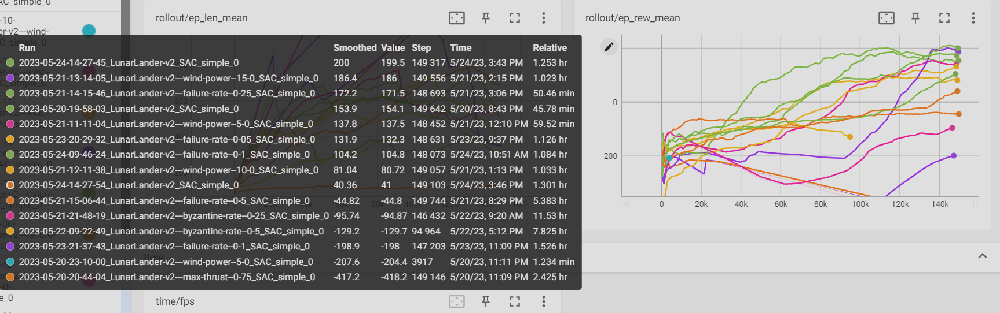 AC_simple_0
-10-
er-v2---wind-
C_simple_0
rollout/ep_len_mean
rollout/ep_rew_mean
Run Smoothed Value Step Time Relative
2023-05-24-14-27-45_LunarLander-v2_SAC_simple_0 200 199.5 149 317 5/24/23, 3:43 PM 1.253 hr
2023-05-21-13-14-05_LunarLander-v2---wind-power--15-0_SAC_simple_0 186.4 186 149 556 5/21/23, 2:15 PM 1.023 hr
2023-05-21-14-15-46_LunarLander-v2---failure-rate--0-25_SAC_simple_0 172.2 171.5 148 693 5/21/23, 3:06 PM 50.46 min
2023-05-20-19-58-03_LunarLander-v2_SAC_simple_0 153.9 154.1 149 642 5/20/23, 8:43 PM 45.78 min
2023-05-21-11-11-04_LunarLander-v2---wind-power--5-0_SAC_simple_0 137.8 137.5 148 452 5/21/23, 12:10 PM 59.52 min
2023-05-23-20-29-32_LunarLander-v2---failure-rate--0-05_SAC_simple_0 131.9 132.3 148 631 5/23/23, 9:37 PM 1.126 hr
2023-05-24-09-46-24_LunarLander-v2---failure-rate--0-1_SAC_simple_0 104.2 104.8 148 073 5/24/23, 10:51 AM 1.084 hr
2023-05-21-12-11-38_LunarLander-v2---wind-power--10-0_SAC_simple_0 81.04 80.72 149 057 5/21/23, 1:13 PM 1.033 hr
2023-05-24-14-27-54_LunarLander-v2_SAC_simple_0 40.36 41 149 103 5/24/23, 3:46 PM 1.301 hr
2023-05-21-15-06-44_LunarLander-v2---failure-rate--0-5_SAC_simple_0 -44.82 -44.8 149 744 5/21/23, 8:29 PM 5.383 hr
2023-05-21-21-48-19_LunarLander-v2---byzantine-rate--0-25_SAC_simple_0 -95.74 -94.87 146 432 5/22/23, 9:20 AM 11.53 hr
2023-05-22-09-22-49_LunarLander-v2---byzantine-rate--0-5_SAC_simple_0 -129.2 -129.7 94 964 5/22/23, 5:12 PM 7.825 hr
2023-05-23-21-37-43_LunarLander-v2---failure-rate--0-1_SAC_simple_0 -198.9 -198 147 203 5/23/23, 11:09 PM 1.526 hr
2023-05-20-23-10-00_LunarLander-v2---wind-power--5-0_SAC_simple_0 -207.6 -204.4 3917 5/20/23, 11:11 PM 1.234 min
2023-05-20-20-44-04_LunarLander-v2---max-thrust--0-75_SAC_simple_0 -417.2 -418.2 149 146 5/20/23, 11:09 PM 2.425 hr
0
-200
0 20k 40k 60k 80k 100k 120k 140k
e_0
time/fps